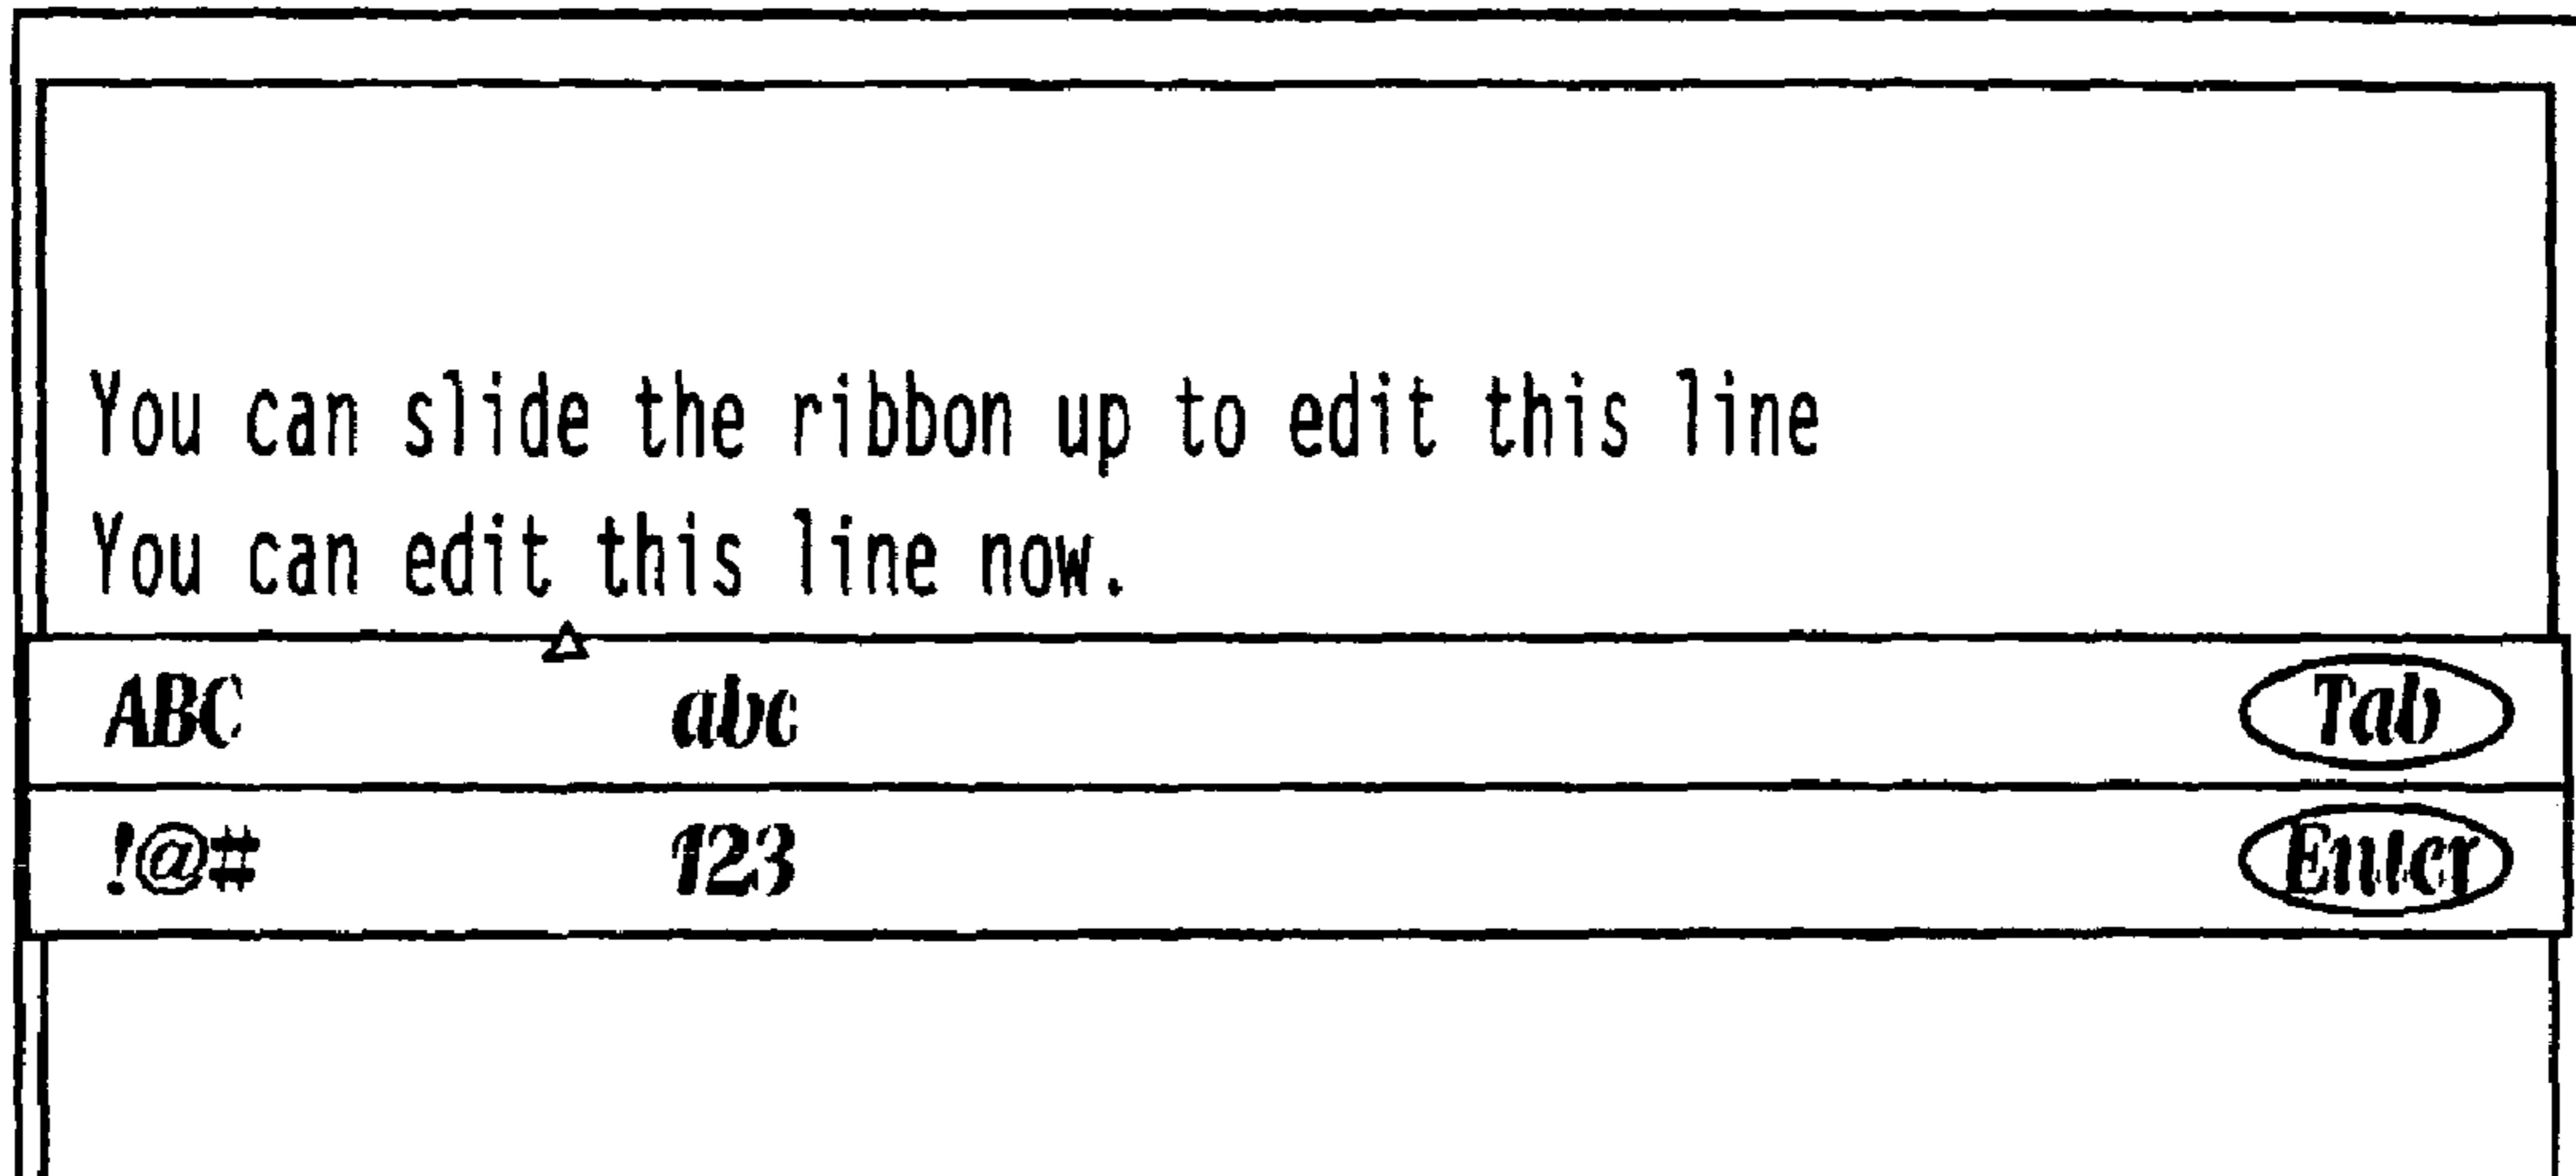 You can slide the ribbon up to edit this line
You can edit this line now.
ABC abc Tab
!@# 123 Enter